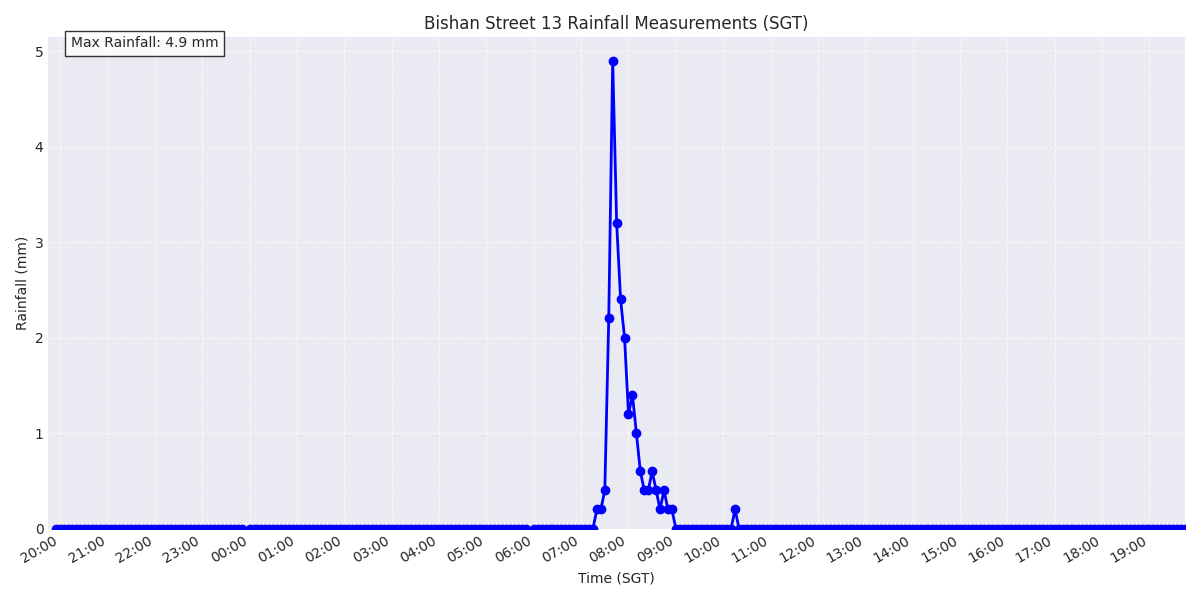 Bishan Street 13 Rainfall Measurements (SGT)
Max Rainfall: 4.9 mm
5
4
3
2
1
0
Rainfall (mm)
20:00 21:00 22:00 23:00 00:00 01:00 02:00 03:00 04:00 05:00 06:00 07:00 08:00 09:00 10:00 11:00 12:00 13:00 14:00 15:00 16:00 17:00 18:00 19:00
Time (SGT)